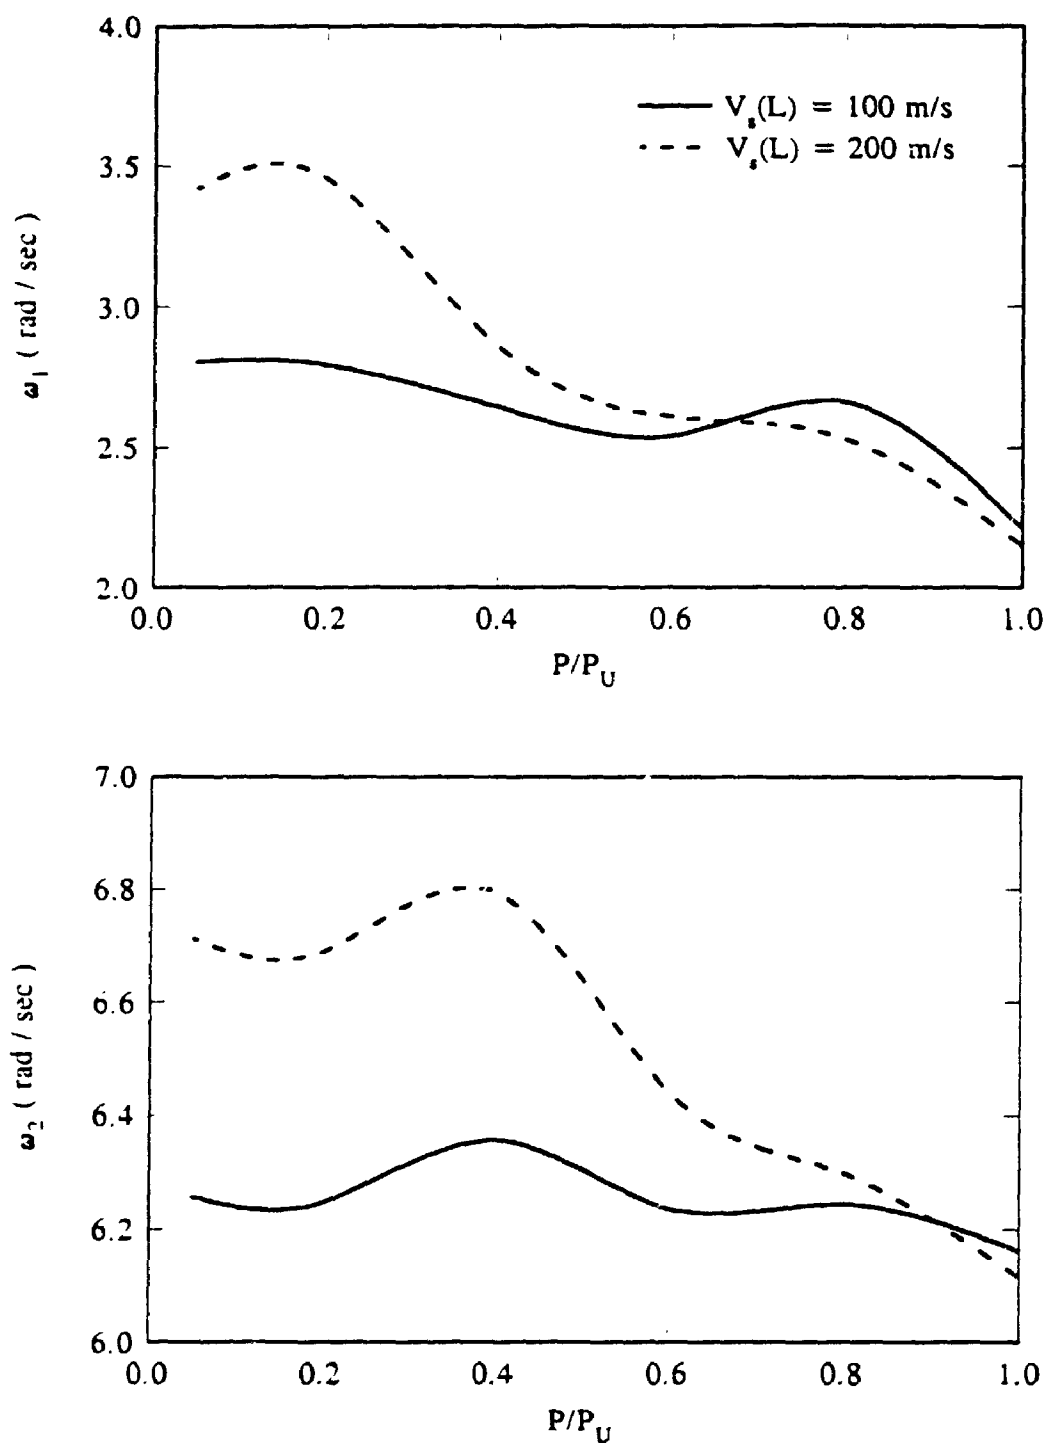 4.0
V_s(L) = 100 m/s
V_s(L) = 200 m/s
3.5
3.0
2.5
2.0
ω_1 ( rad / sec )
0.0 0.2 0.4 0.6 0.8 1.0
P/P_U
7.0
6.8
6.6
6.4
6.2
6.0
ω_2 ( rad / sec )
0.0 0.2 0.4 0.6 0.8 1.0
P/P_U